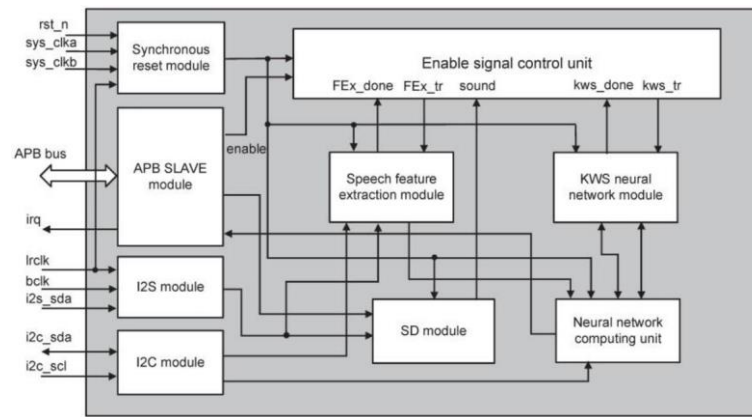 rst_n
sys_clka
sys_clkb
Synchronous
reset module
Enable signal control unit
FEx_done
FEx_tr
sound
kws_done
kws_tr
APB bus
APB SLAVE
module
enable
Speech feature
extraction module
KWS neural
network module
irq
lrclk
bclk
i2s_sda
I2S module
SD module
Neural network
computing unit
i2c_sda
i2c_scl
I2C module